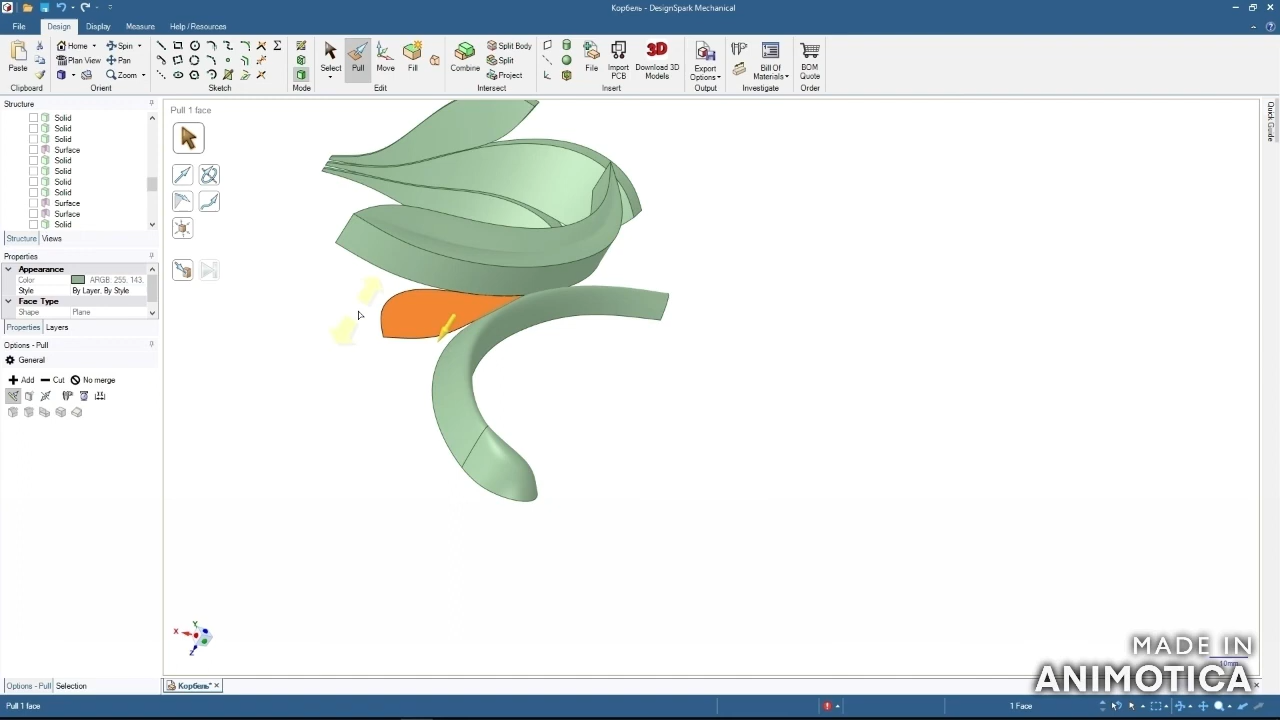 Корбель - DesignSpark Mechanical
File Design Display Measure Help / Resources
Paste
Clipboard
Home Spin
Plan View Pan
Zoom
Orient
Sketch
Mode
Select Pull Move Fill
Edit
Combine Split Body
Split
Project
Intersect
File Import PCB Download 3D Models
3D
Insert
Export Options
Output
Bill Of Materials
Investigate
BOM Quote
Order
Structure
Solid
Solid
Solid
Surface
Solid
Solid
Solid
Solid
Surface
Surface
Solid
Structure Views
Properties
Appearance
Color ARGB: 255, 143,
Style By Layer, By Style
Face Type
Shape Plane
Properties Layers
Options - Pull
General
Add Cut No merge
Options - Pull Selection
Pull 1 face
Quick Guide
X Y Z
10mm
MADE IN
ANIMOTICA
Корбель*
Pull 1 face
1 Face